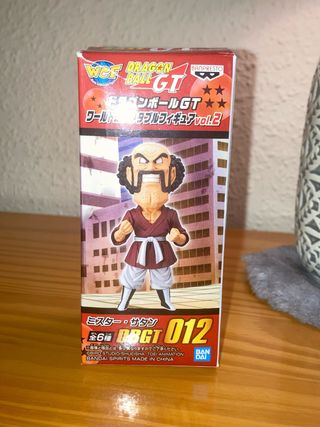 WCF
DRAGON BALL GT
BANPRESTO
ドラゴンボールGT
ワールドコレクタブルフィギュアvol.2
ミスター・サタン
全6種
DBGT 012
BANDAI SPIRITS MADE IN CHINA
BANDAI